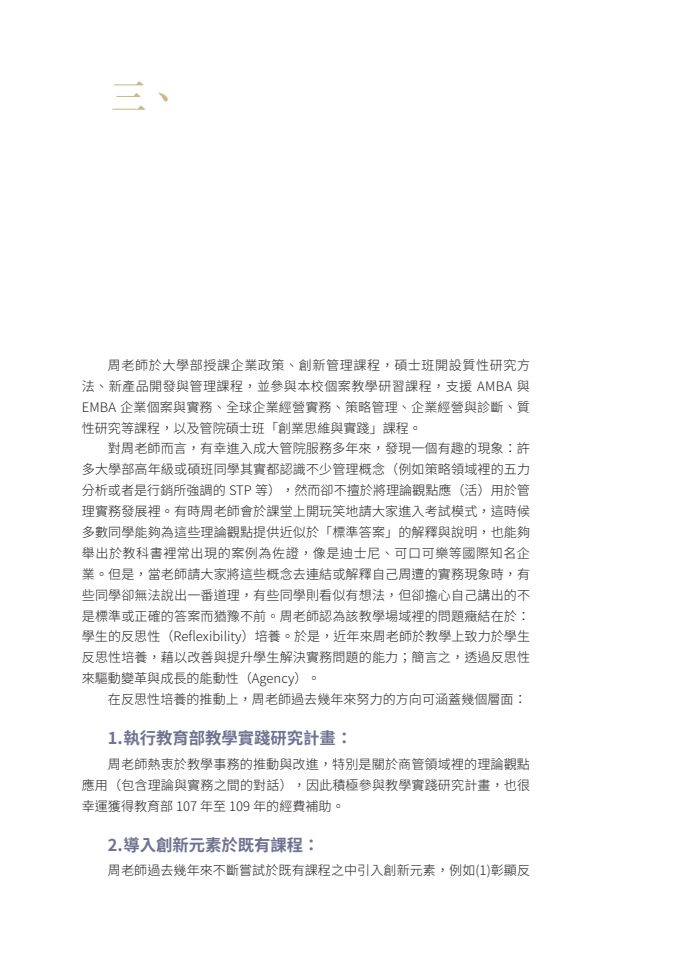 三、
周老師於大學部授課企業政策、創新管理課程，碩士班開設質性研究方
法、新產品開發與管理課程，並參與本校個案教學研習課程，支援 AMBA 與
EMBA 企業個案與實務、全球企業經營實務、策略管理、企業經營與診斷、質
性研究等課程，以及管院碩士班「創業思維與實踐」課程。
對周老師而言，有幸進入成大管院服務多年來，發現一個有趣的現象：許
多大學部高年級或碩班同學其實都認識不少管理概念（例如策略領域裡的五力
分析或者是行銷所強調的 STP 等），然而卻不擅於將理論觀點應（活）用於管
理實務發展裡。有時周老師會於課堂上開玩笑地請大家進入考試模式，這時候
多數同學能夠為這些理論觀點提供近似於「標準答案」的解釋與說明，也能夠
舉出於教科書裡常出現的案例為佐證，像是迪士尼、可口可樂等國際知名企
業。但是，當老師請大家將這些概念去連結或解釋自己周遭的實務現象時，有
些同學卻無法說出一番道理，有些同學則看似有想法，但卻擔心自己講出的不
是標準或正確的答案而猶豫不前。周老師認為該教學場域裡的問題癥結在於：
學生的反思性（Reflexibility）培養。於是，近年來周老師於教學上致力於學生
反思性培養，藉以改善與提升學生解決實務問題的能力；簡言之，透過反思性
來驅動變革與成長的能動性（Agency）。
在反思性培養的推動上，周老師過去幾年來努力的方向可涵蓋幾個層面：
1.執行教育部教學實踐研究計畫：
周老師熱衷於教學事務的推動與改進，特別是關於商管領域裡的理論觀點
應用（包含理論與實務之間的對話），因此積極參與教學實踐研究計畫，也很
幸運獲得教育部 107 年至 109 年的經費補助。
2.導入創新元素於既有課程：
周老師過去幾年來不斷嘗試於既有課程之中引入創新元素，例如(1)彰顯反